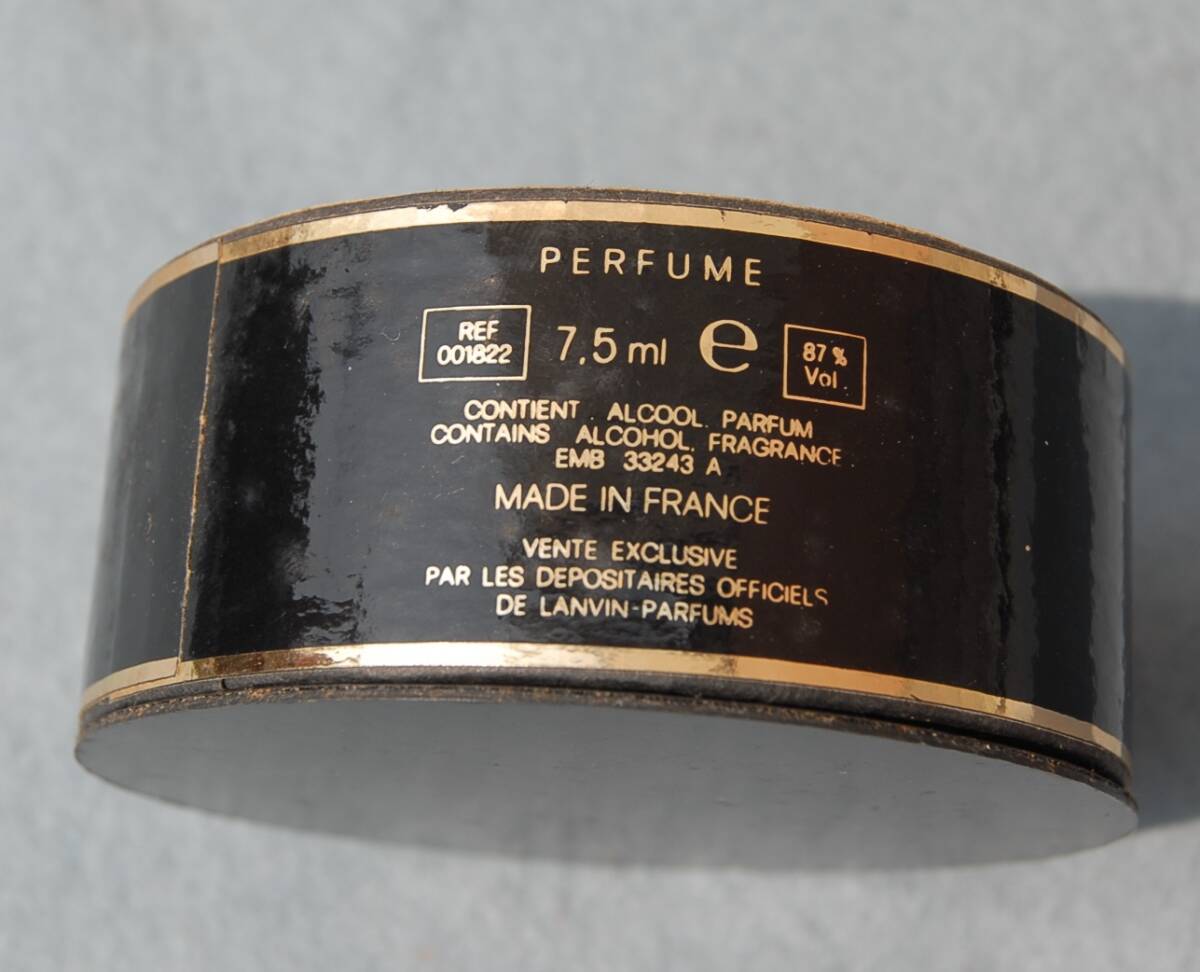 PERFUME
REF
001822
7,5 ml e
87 %
Vol.
CONTIENT . ALCOOL. PARFUM
CONTAINS ALCOHOL. FRAGRANCE.
EMB 33243 A
MADE IN FRANCE
VENTE EXCLUSIVE
PAR LES DEPOSITAIRES OFFICIELS
DE LANVIN-PARFUMS